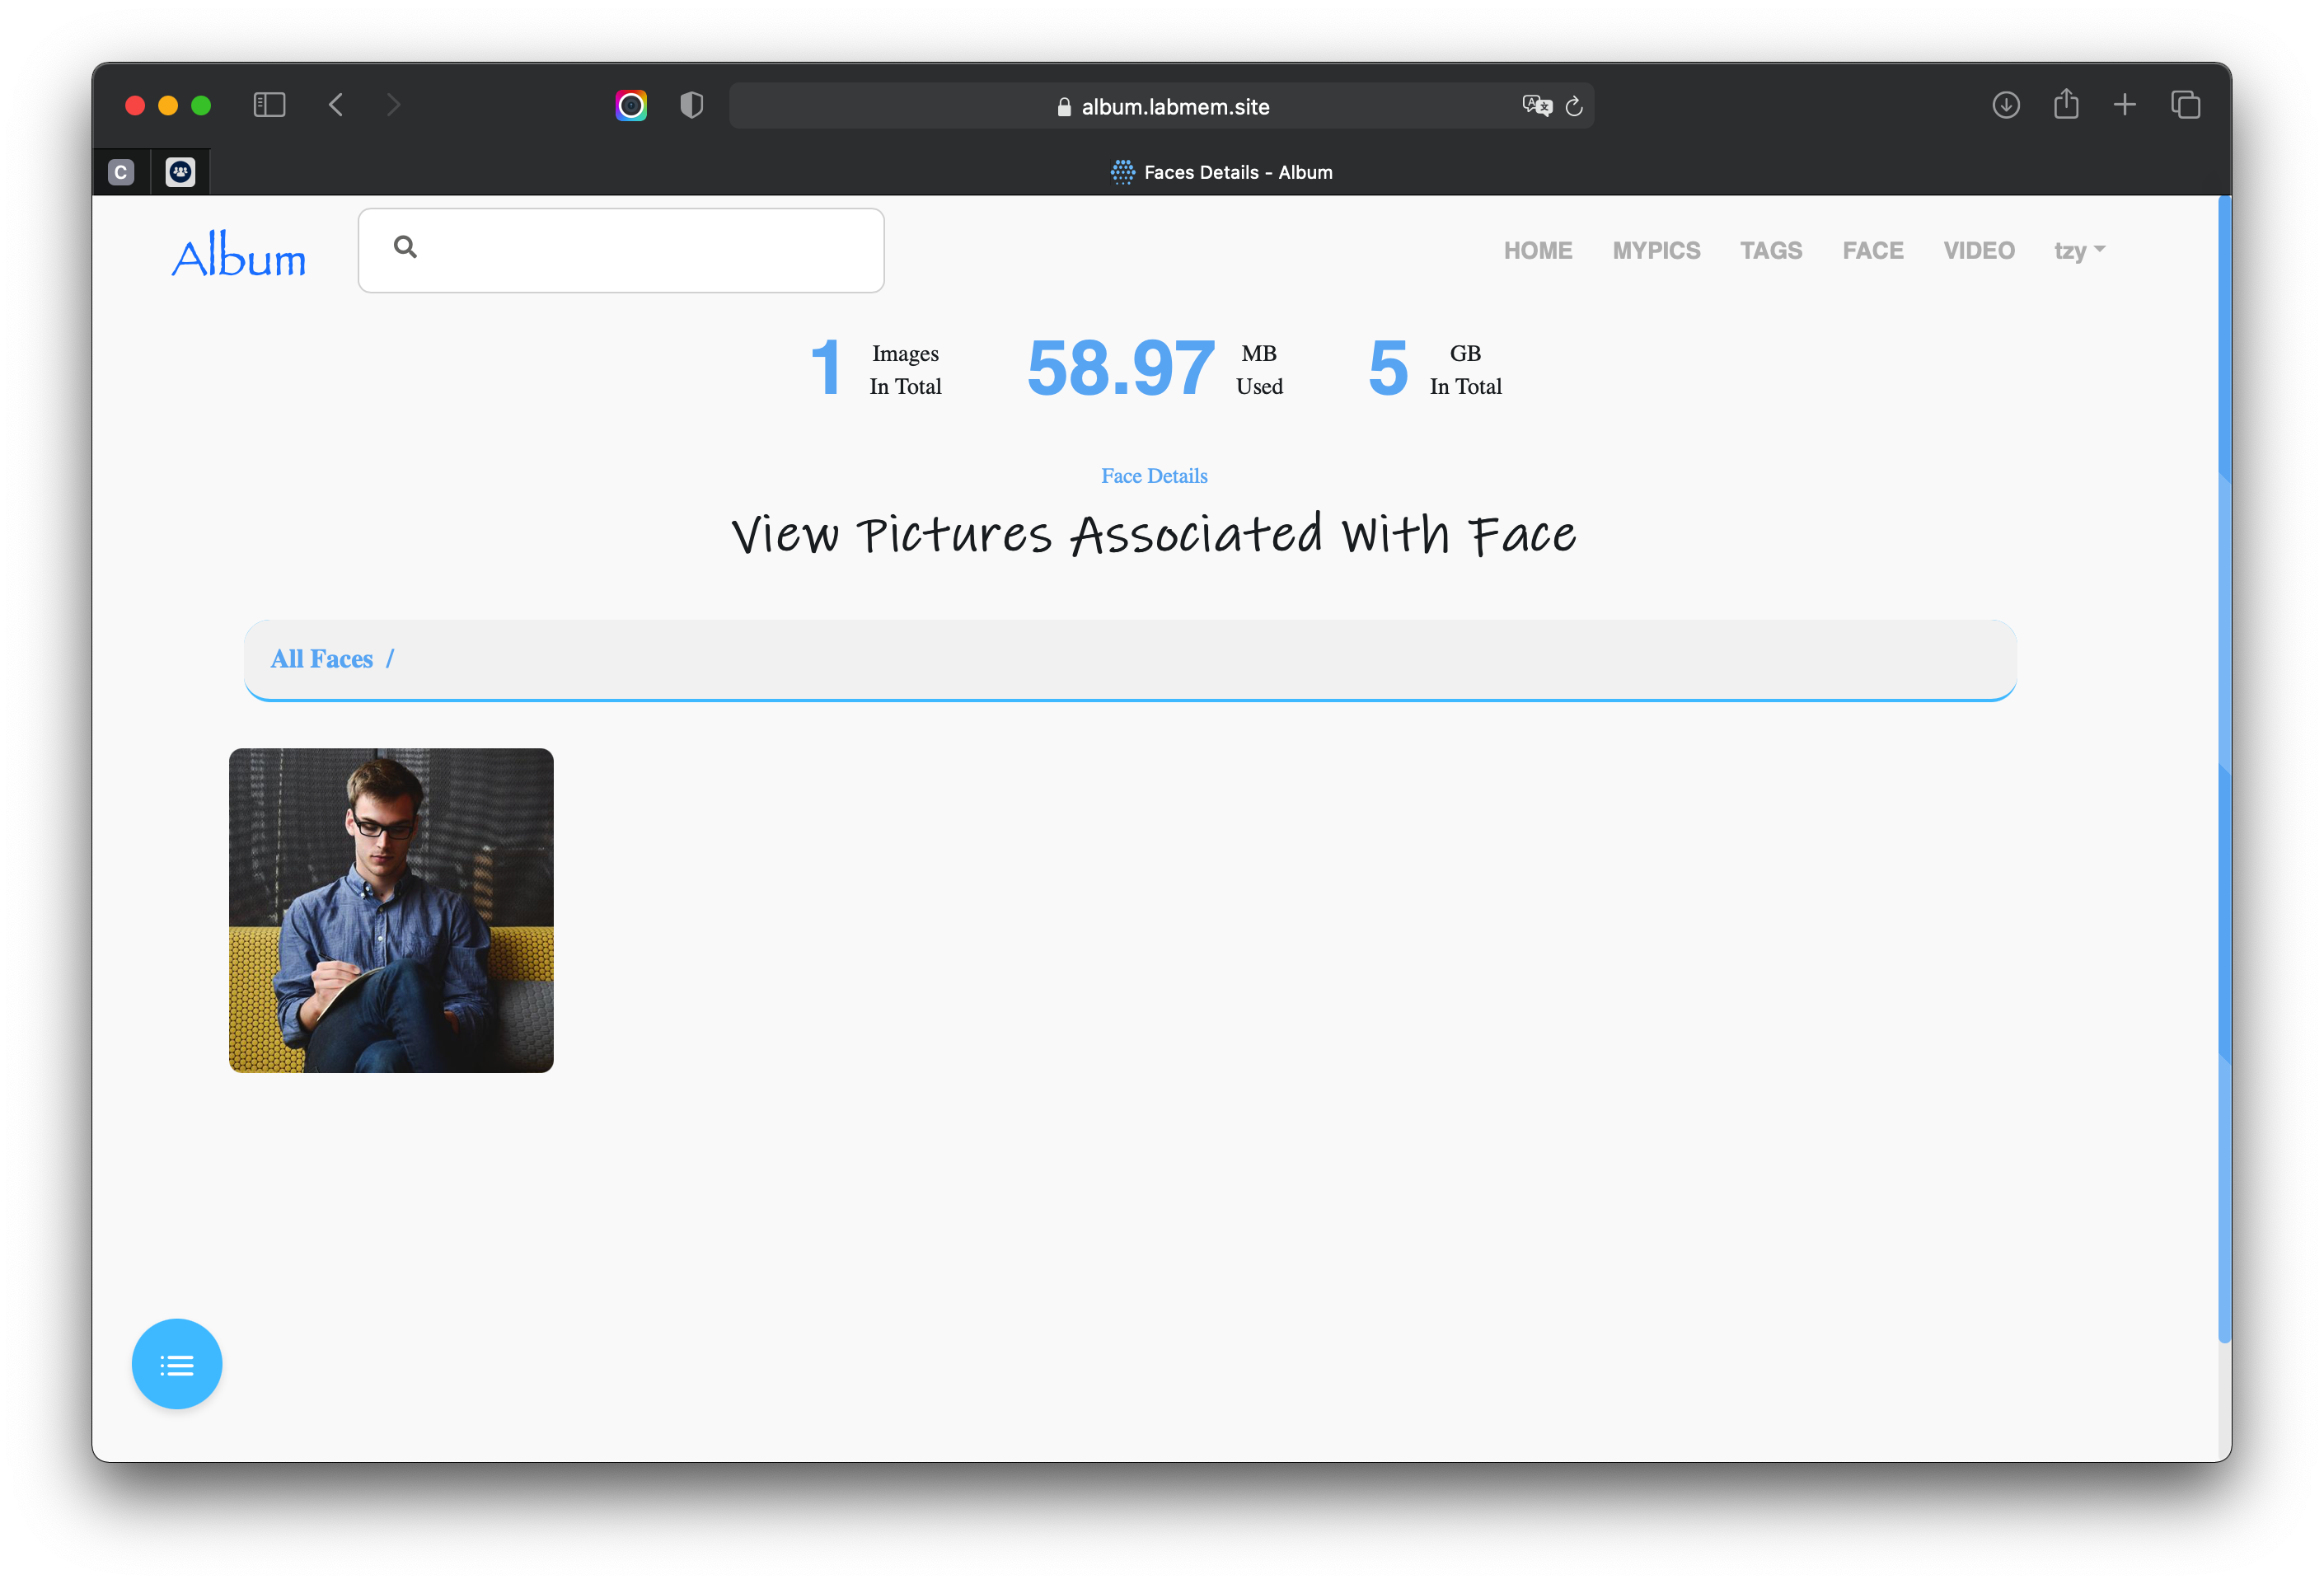 album.labmem.site
C
Faces Details - Album
Album
HOME MYPICS TAGS FACE VIDEO tzy
1 Images In Total
58.97 MB Used
5 GB In Total
Face Details
View Pictures Associated With Face
All Faces /